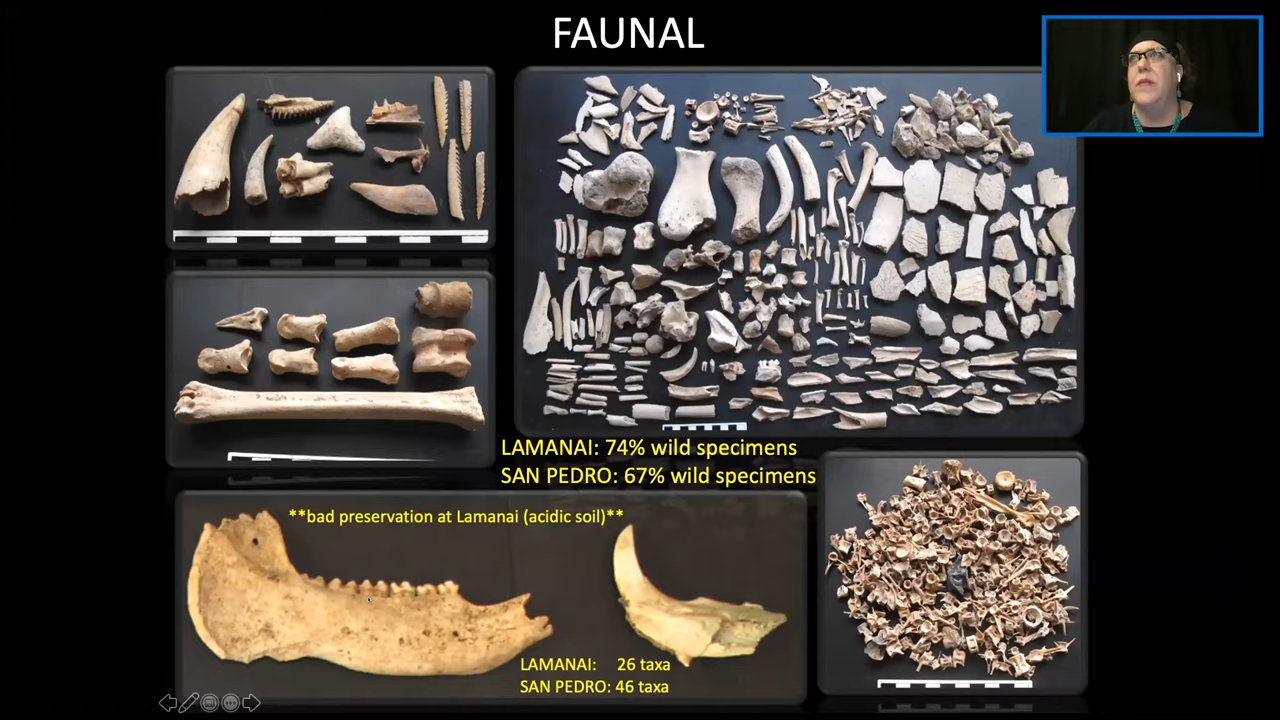 FAUNAL
LAMANAI: 74% wild specimens
SAN PEDRO: 67% wild specimens
**bad preservation at Lamanai (acidic soil)**
LAMANAI: 26 taxa
SAN PEDRO: 46 taxa